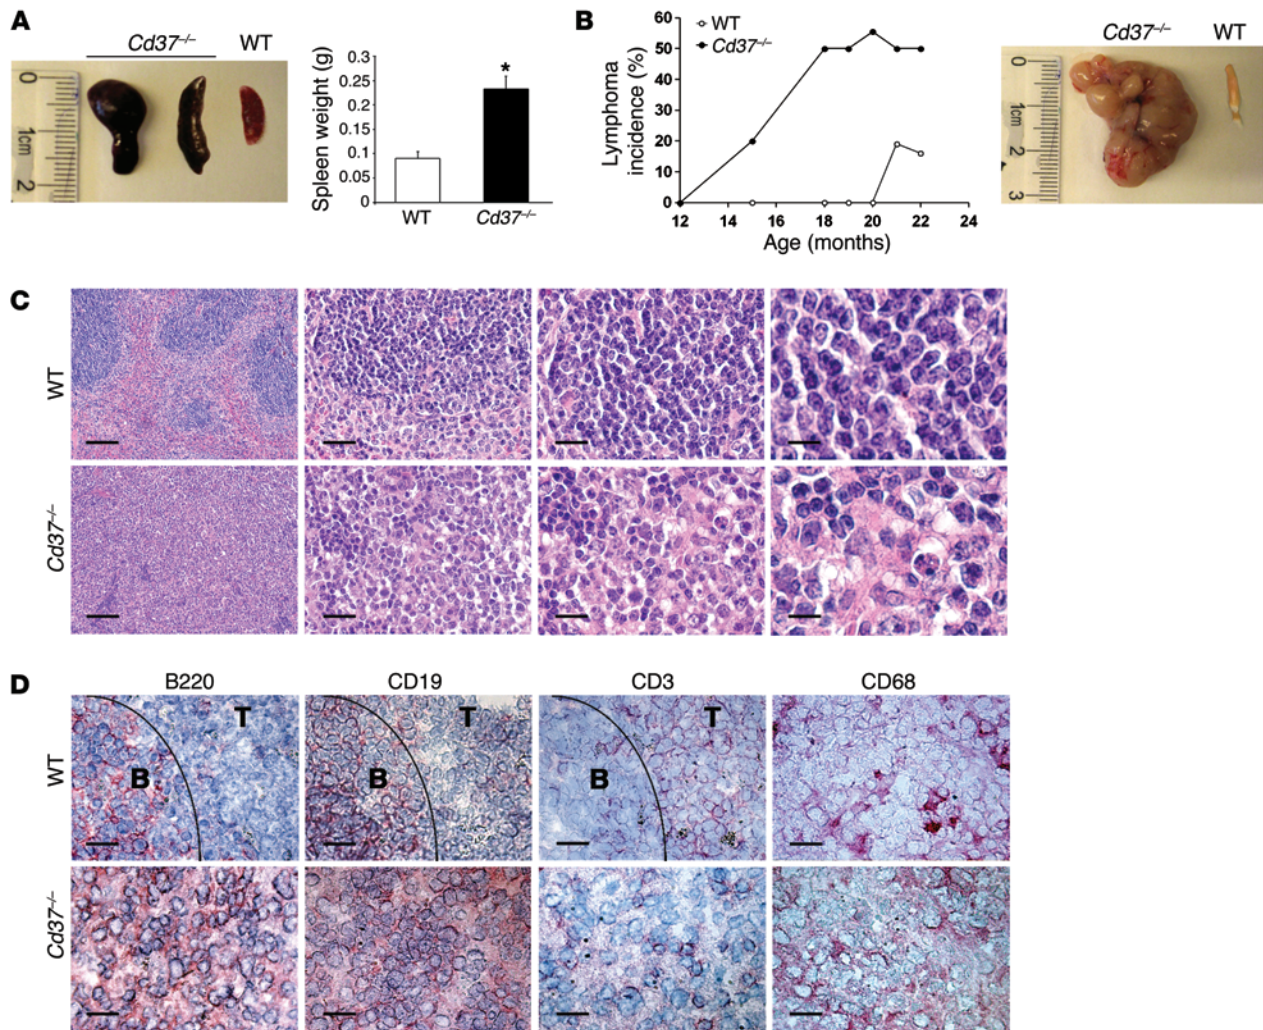 A
Cd37–/–
WT
0
1cm
2
Spleen weight (g)
0.3
0.25
0.2
0.15
0.1
0.05
0
*
WT
Cd37–/–
B
Lymphoma
incidence (%)
60
50
40
30
20
10
0
WT
Cd37–/–
12
14
16
18
20
22
24
Age (months)
Cd37–/–
WT
0
1cm
2
3
C
WT
Cd37–/–
D
B220
CD19
CD3
CD68
WT
T
B
T
B
T
B
Cd37–/–